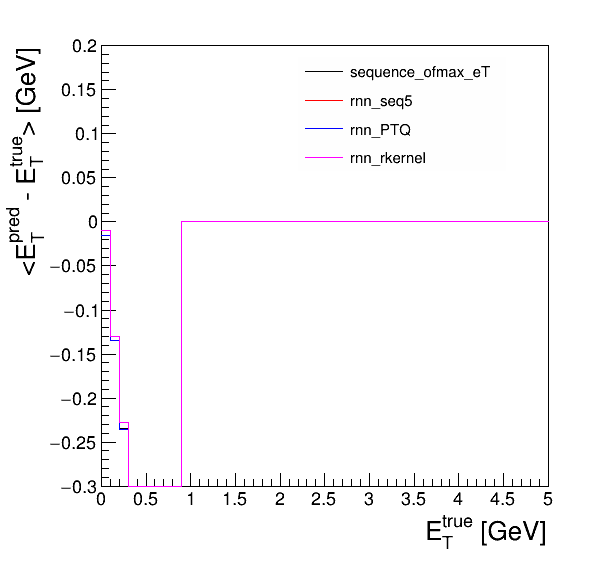 <E_T^pred - E_T^true> [GeV]
0.2
0.15
0.1
0.05
0
−0.05
−0.1
−0.15
−0.2
−0.25
−0.3
sequence_ofmax_eT
rnn_seq5
rnn_PTQ
rnn_rkernel
0 0.5 1 1.5 2 2.5 3 3.5 4 4.5 5
E_T^true [GeV]